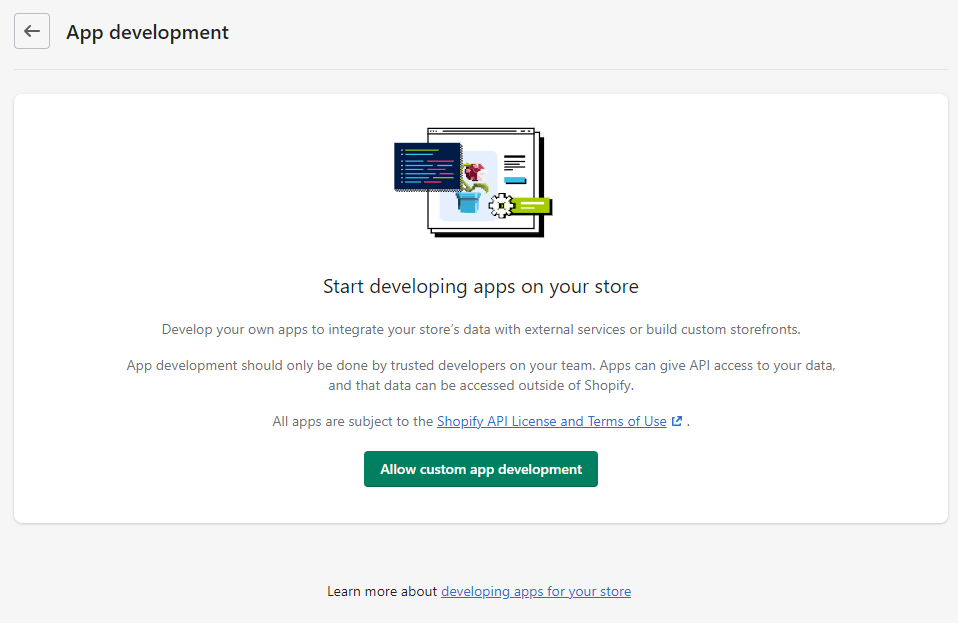 App development
Start developing apps on your store
Develop your own apps to integrate your store's data with external services or build custom storefronts.
App development should only be done by trusted developers on your team. Apps can give API access to your data,
and that data can be accessed outside of Shopify.
All apps are subject to the Shopify API License and Terms of Use .
Allow custom app development
Learn more about developing apps for your store